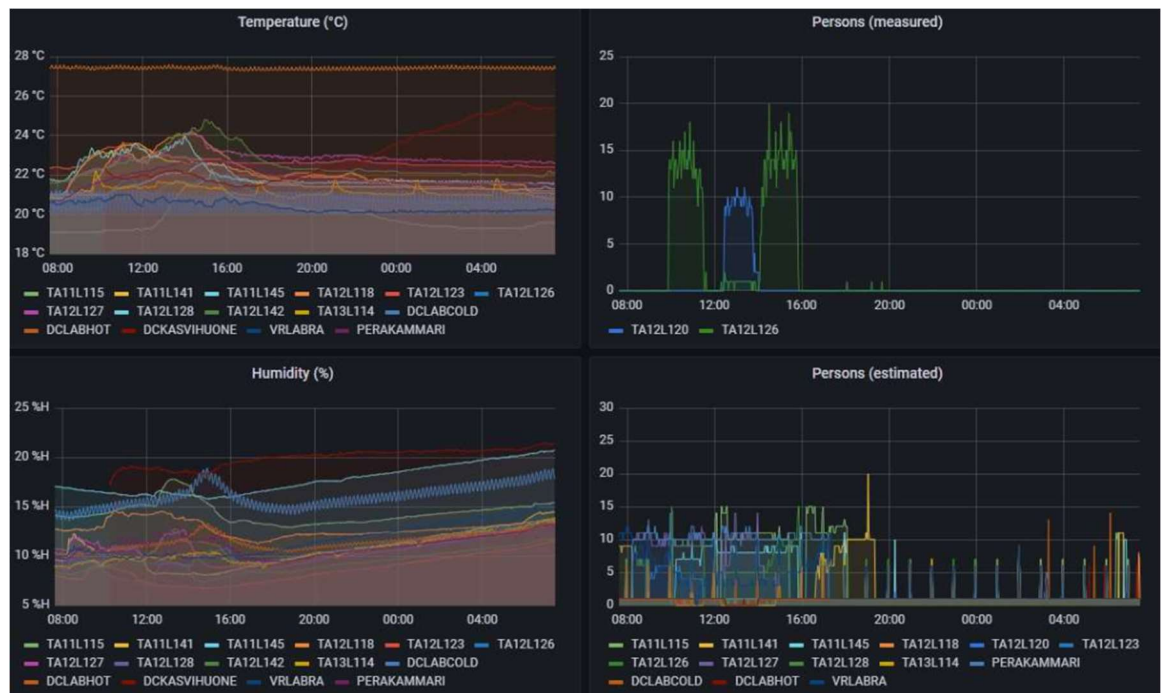 Temperature (°C)
28 °C
26 °C
24 °C
22 °C
20 °C
18 °C
08:00 12:00 16:00 20:00 00:00 04:00
TA11L115 TA11L141 TA11L145 TA12L118 TA12L123 TA12L126
TA12L127 TA12L128 TA12L142 TA13L114 DCLABCOLD
DCLABHOT DCKASVIHUONE VRLABRA PERAKAMMARI
Persons (measured)
25
20
15
10
5
0
08:00 12:00 16:00 20:00 00:00 04:00
TA12L120 TA12L126
Humidity (%)
25 %H
20 %H
15 %H
10 %H
5 %H
08:00 12:00 16:00 20:00 00:00 04:00
TA11L115 TA11L141 TA11L145 TA12L118 TA12L123 TA12L126
TA12L127 TA12L128 TA12L142 TA13L114 DCLABCOLD
DCLABHOT DCKASVIHUONE VRLABRA PERAKAMMARI
Persons (estimated)
30
25
20
15
10
5
0
08:00 12:00 16:00 20:00 00:00 04:00
TA11L115 TA11L141 TA11L145 TA12L118 TA12L120 TA12L123
TA12L126 TA12L127 TA12L128 TA13L114 PERAKAMMARI
DCLABCOLD DCLABHOT VRLABRA